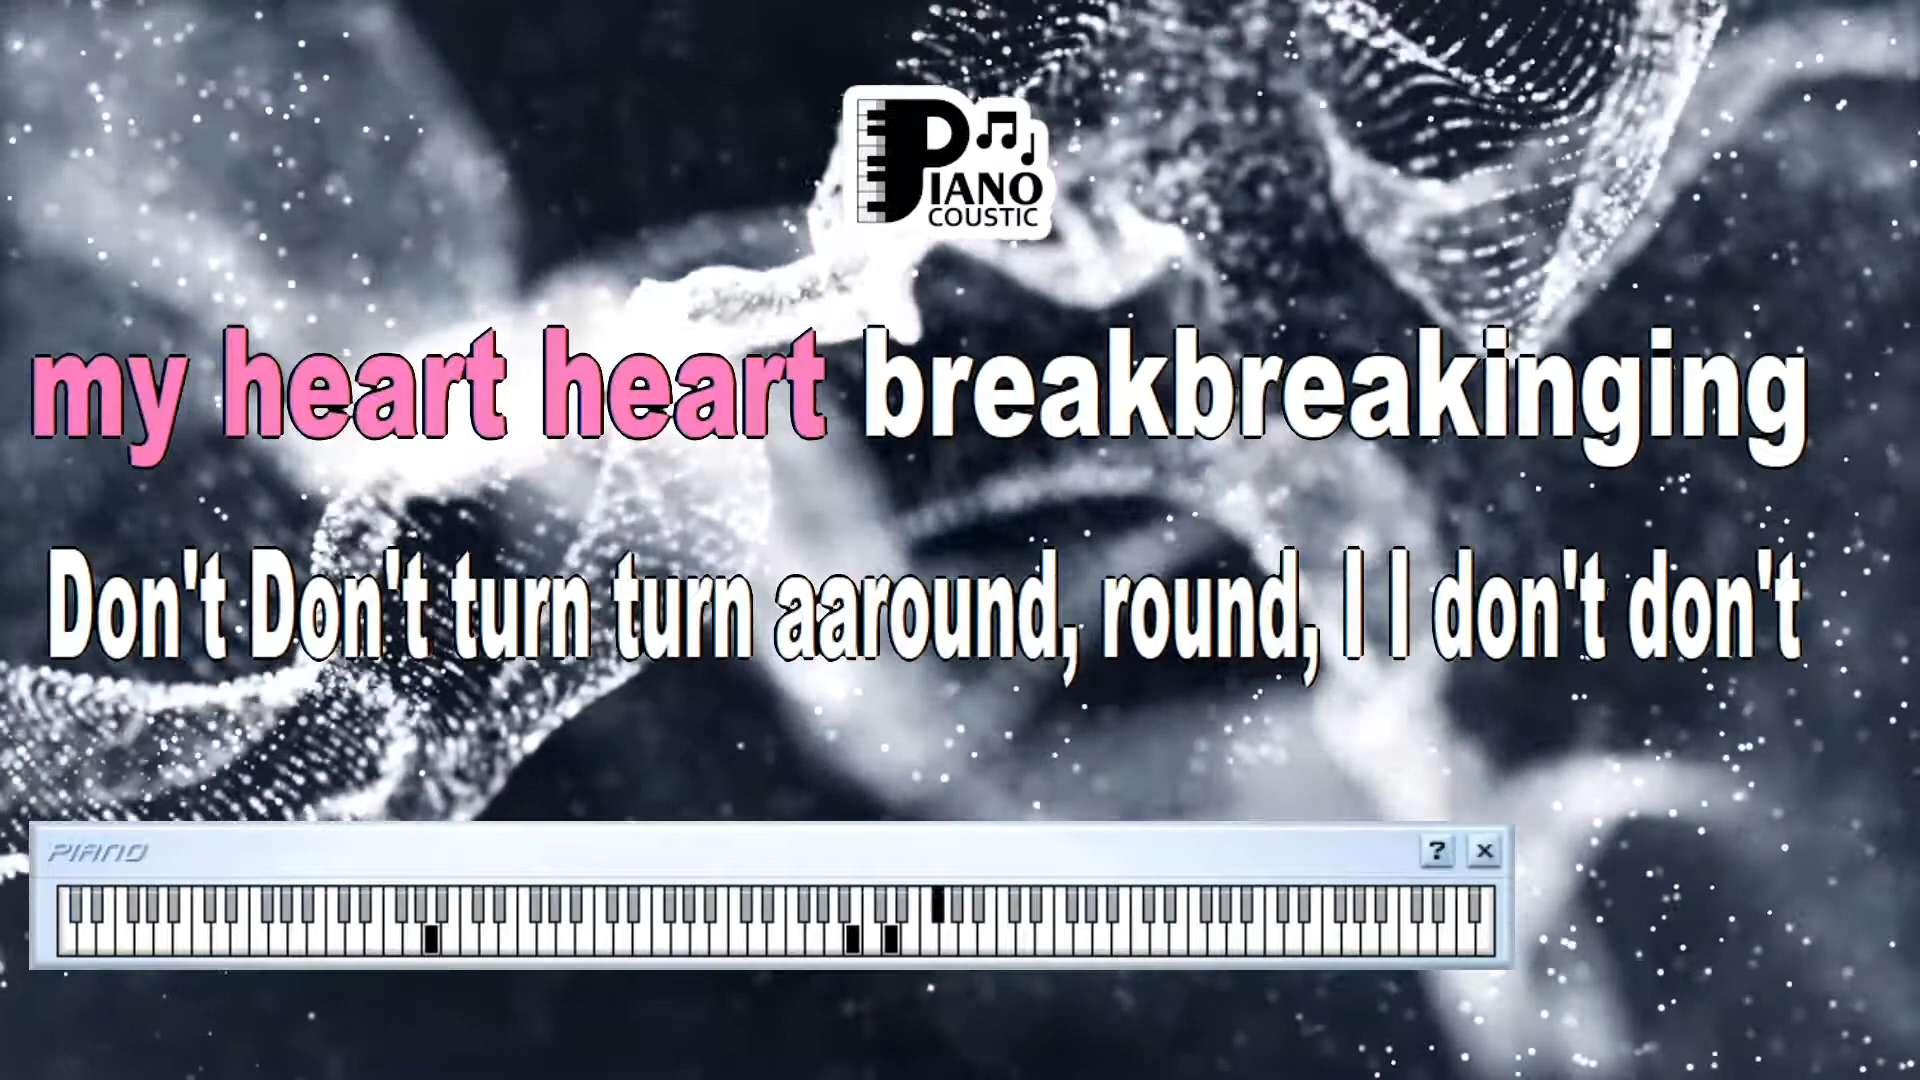 PIANO
COUSTIC
my heart heart breakbreakinging
Don't Don't turn turn aaround, round, I I don't don't
PIANO
? x